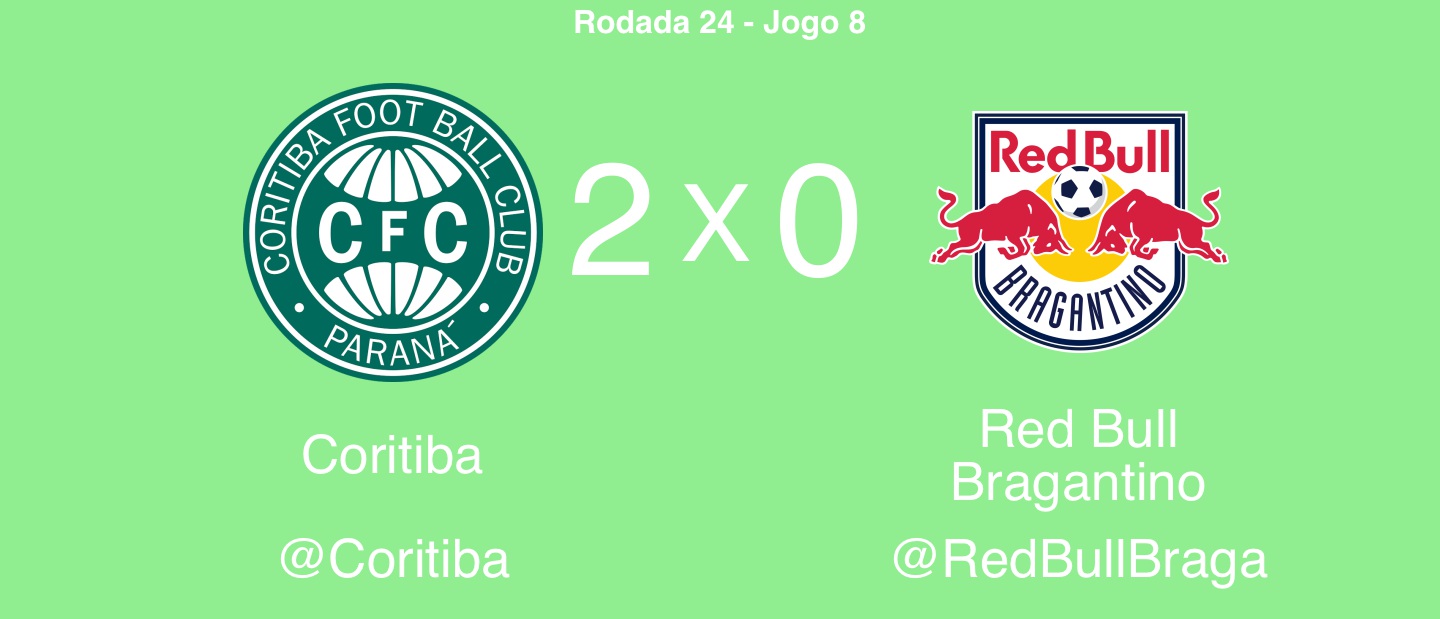 Rodada 24 - Jogo 8
CORITIBA FOOT BALL CLUB
CFC
PARANÁ
2 x 0
Red Bull
BRAGANTINO
Coritiba
Red Bull
Bragantino
@Coritiba
@RedBullBraga